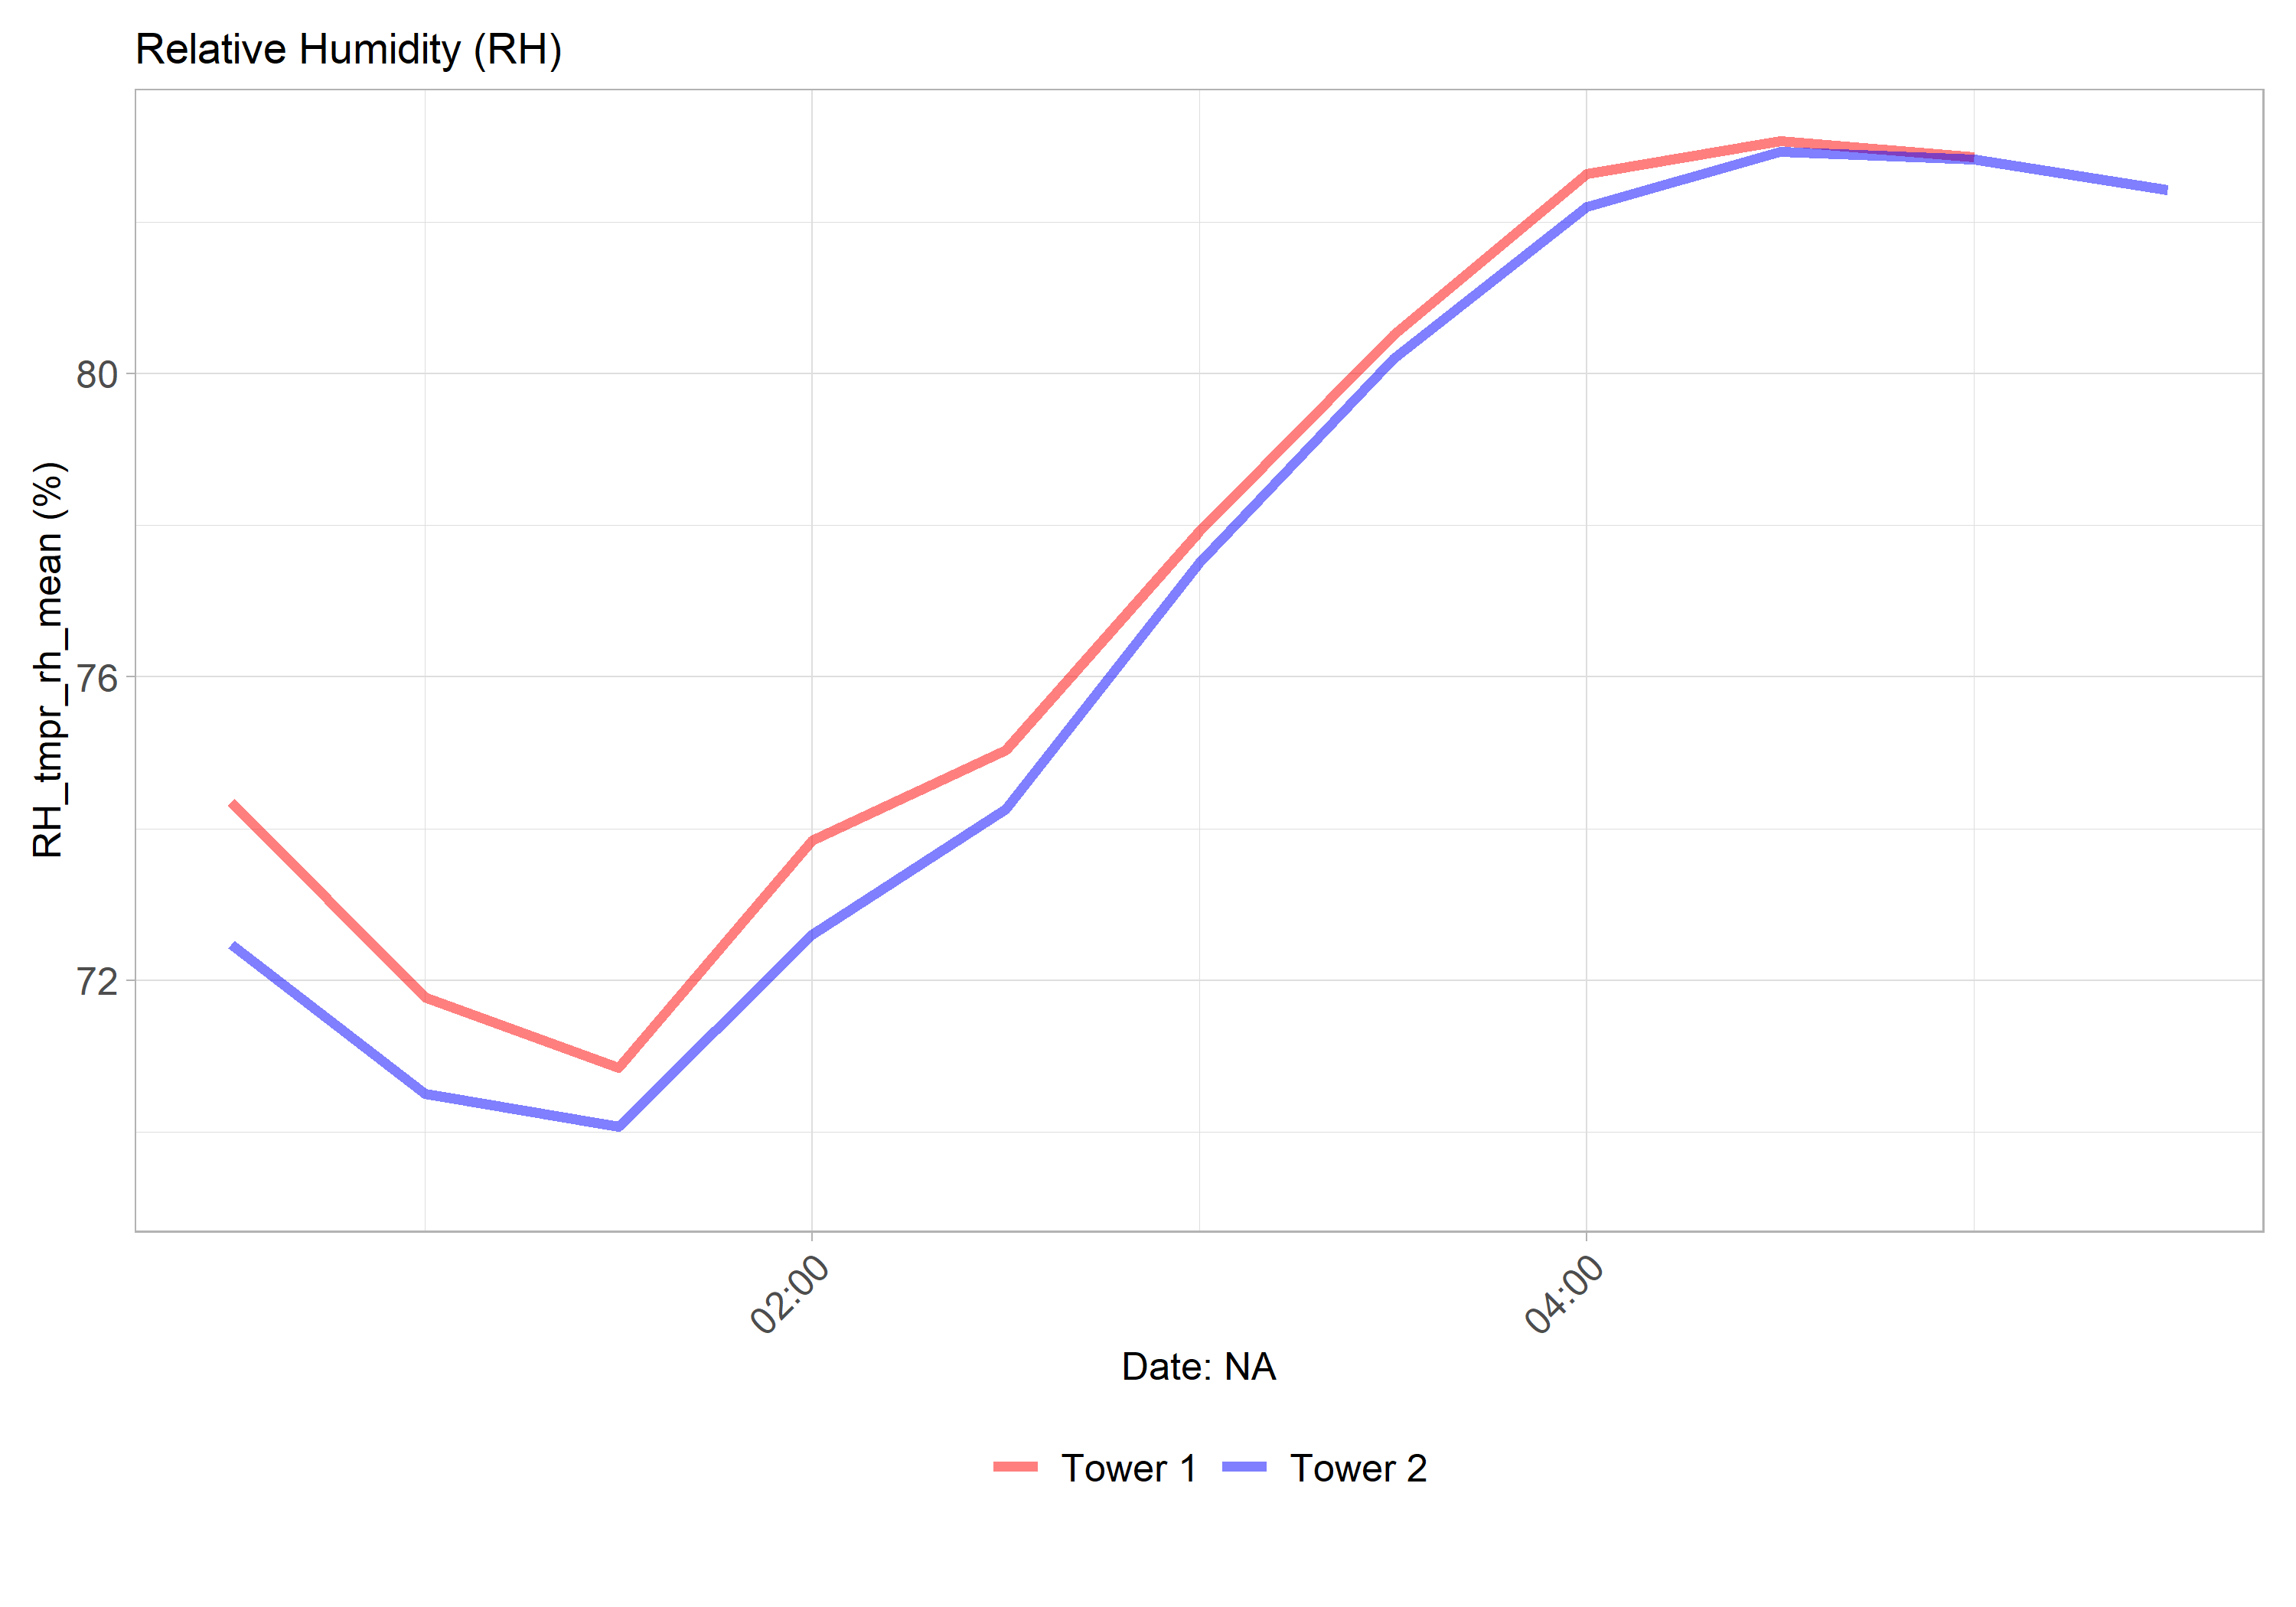 Relative Humidity (RH)
RH_tmpr_rh_mean (%)
80
76
72
02:00
04:00
Date: NA
Tower 1
Tower 2